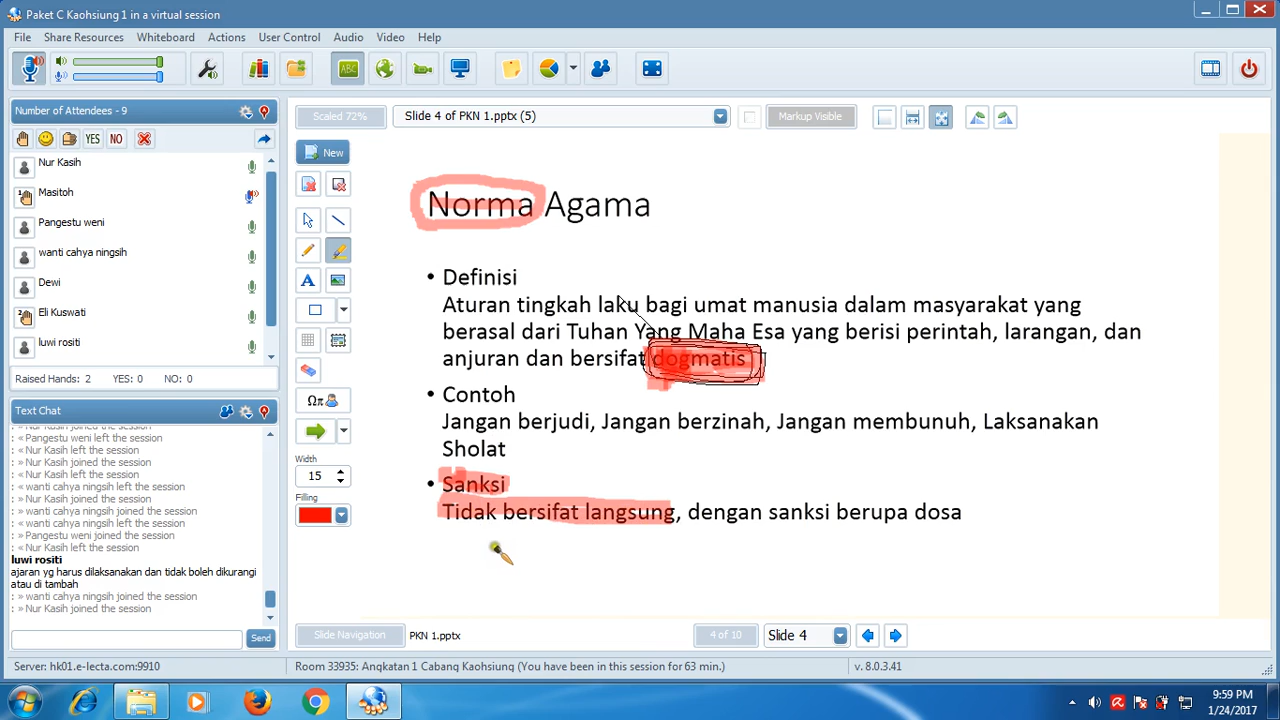 Paket C Kaohsiung 1 in a virtual session
File Share Resources Whiteboard Actions User Control Audio Video Help
ABC
Number of Attendees - 9
YES NO
Nur Kasih
Masitoh
Pangestu weni
wanti cahya ningsih
Dewi
Eli Kuswati
luwi rositi
Raised Hands: 2 YES: 0 NO: 0
Text Chat
: « Pangestu weni left the session
: « Nur Kasih left the session
: » Nur Kasih joined the session
: » Pangestu weni joined the session
: « wanti cahya ningsih left the session
: » Nur Kasih joined the session
: » wanti cahya ningsih joined the session
: « wanti cahya ningsih left the session
: » Pangestu weni joined the session
: « Nur Kasih left the session
luwi rositi
ajaran yg harus dilaksanakan dan tidak boleh dikurangi
atau di tambah
: » wanti cahya ningsih joined the session
: » Nur Kasih joined the session
Send
Scaled 72%
Slide 4 of PKN 1.pptx (5)
Markup Visible
New
A
Ωπ
Width
15
Filling
Norma Agama
• Definisi
Aturan tingkah laku bagi umat manusia dalam masyarakat yang
berasal dari Tuhan Yang Maha Esa yang berisi perintah, larangan, dan
anjuran dan bersifat dogmatis
• Contoh
Jangan berjudi, Jangan berzinah, Jangan membunuh, Laksanakan
Sholat
• Sanksi
Tidak bersifat langsung, dengan sanksi berupa dosa
Slide Navigation PKN 1.pptx 4 of 10 Slide 4
Server: hk01.e-lecta.com:9910 Room 33935: Angkatan 1 Cabang Kaohsiung (You have been in this session for 63 min.) v. 8.0.3.41
9:59 PM
1/24/2017